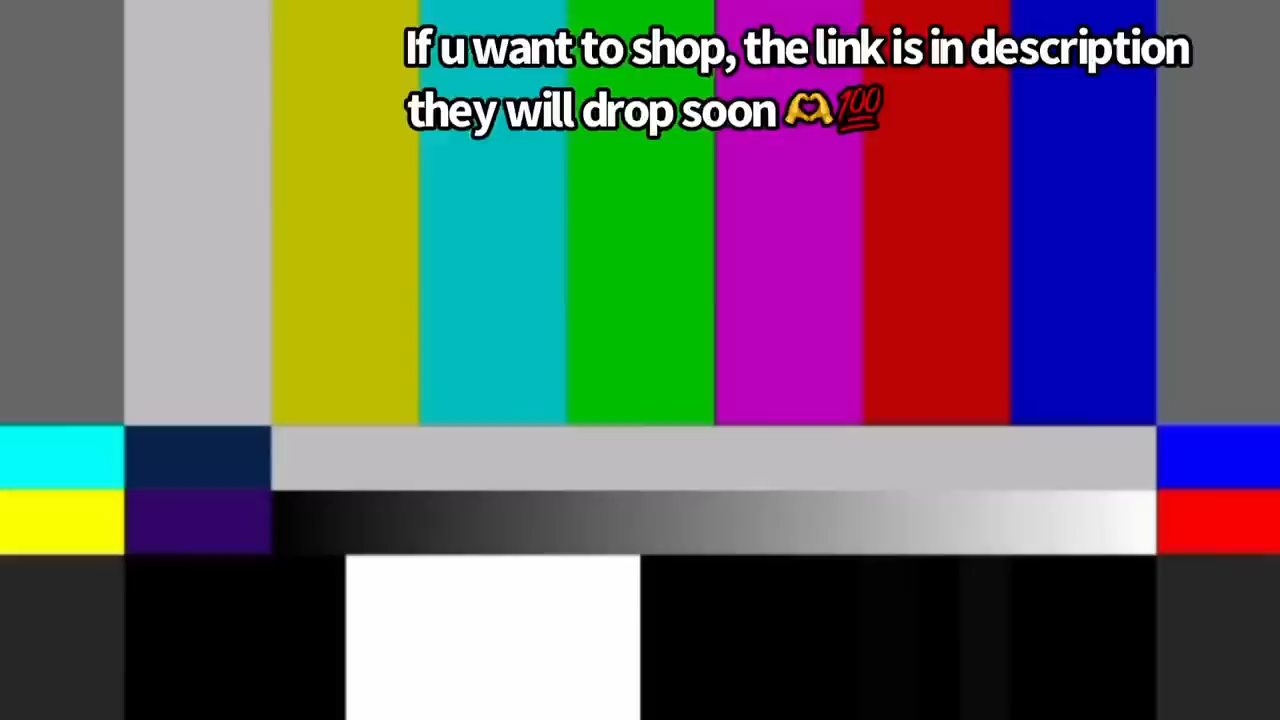 If u want to shop, the link is in description
they will drop soon 🫶💯